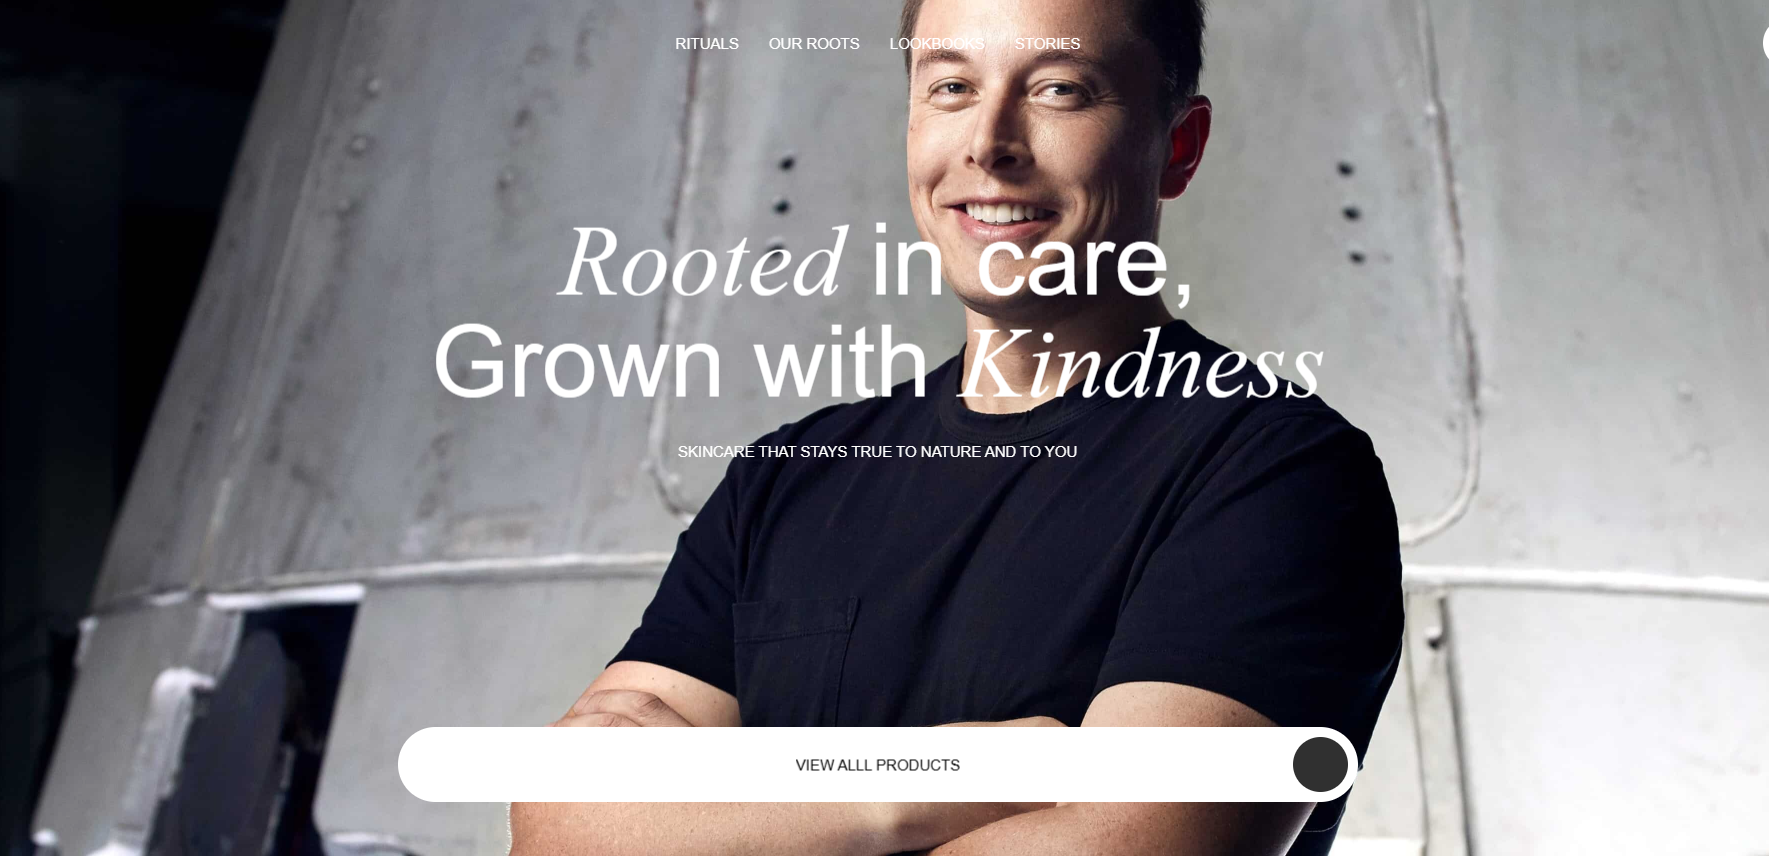 RITUALS OUR ROOTS LOOKBOOKS STORIES
Rooted in care,
Grown with Kindness
SKINCARE THAT STAYS TRUE TO NATURE AND TO YOU
VIEW ALLL PRODUCTS